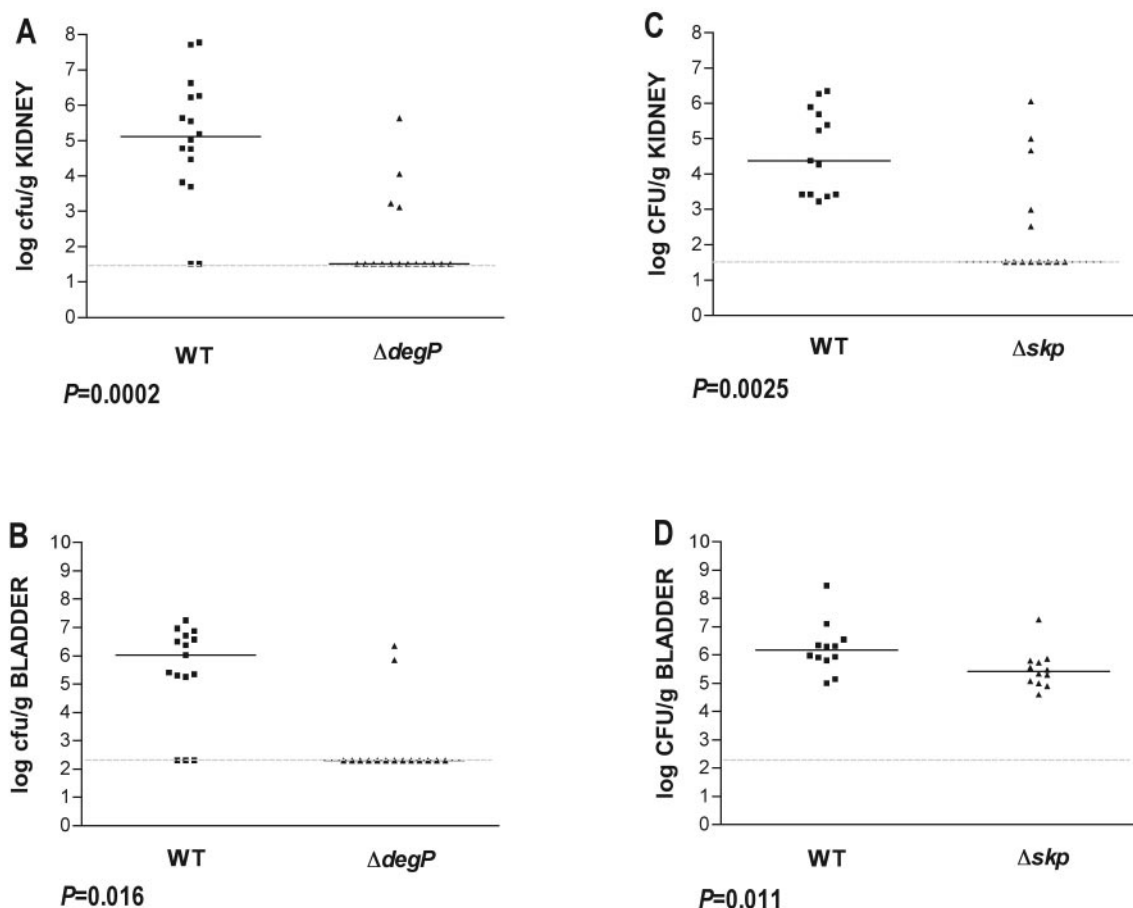 A
log cfu/g KIDNEY
8
7
6
5
4
3
2
1
0
WT
ΔdegP
P=0.0002
C
log CFU/g KIDNEY
8
7
6
5
4
3
2
1
0
WT
Δskp
P=0.0025
B
log cfu/g BLADDER
10
9
8
7
6
5
4
3
2
1
0
WT
ΔdegP
P=0.016
D
log CFU/g BLADDER
10
9
8
7
6
5
4
3
2
1
0
WT
Δskp
P=0.011